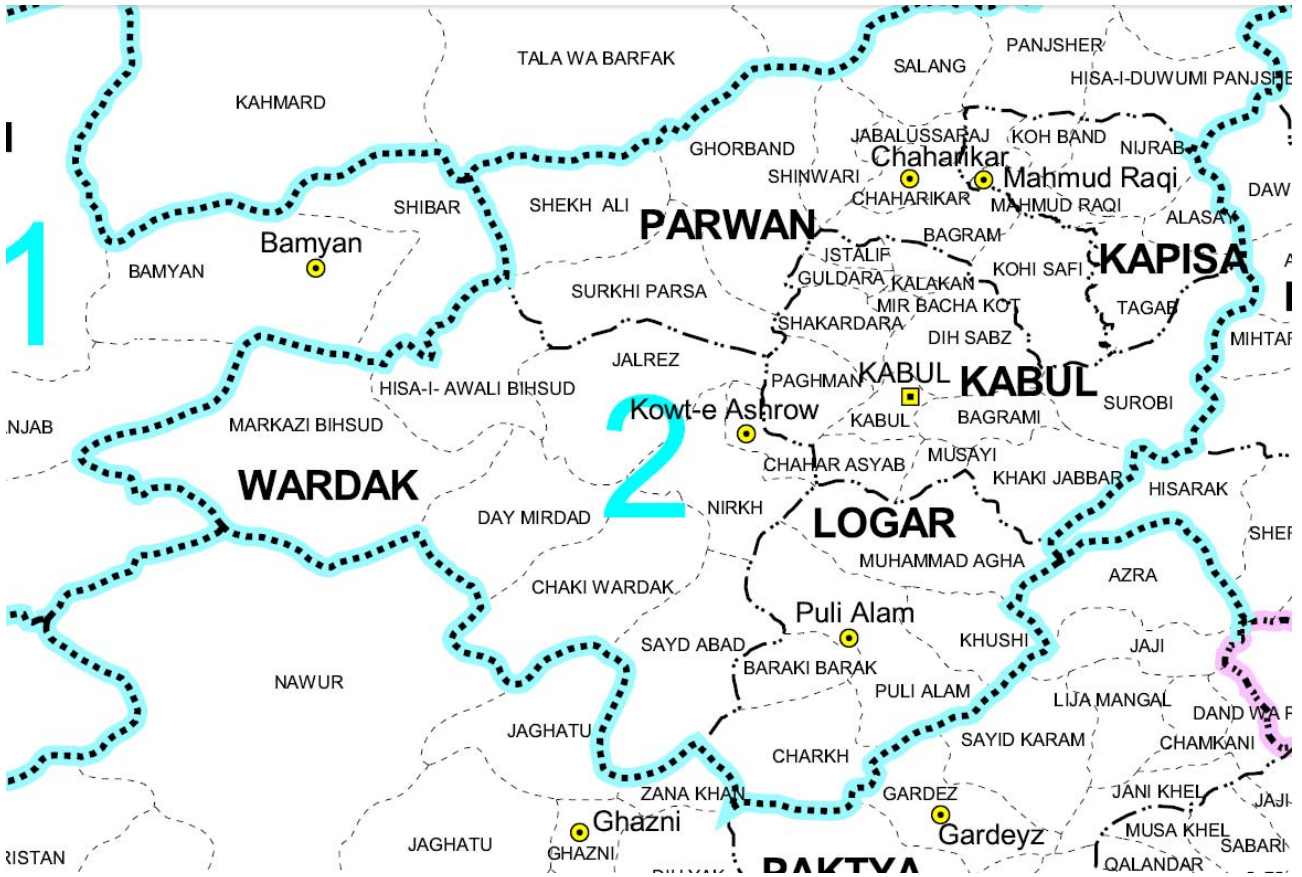 PANJSHER
TALA WA BARFAK
SALANG
HISA-I-DUWUMI PANJSHE
KAHMARD
JABALÜSSARAJ
KOH BAND
NIJRAB
GHORBAND
Chaharikar
Mahmud Raqi
SHINWARI
DAW
SHIBAR
SHEKH ALI
CHAHARIKAR
MAHMUD RAQI
ALASAY
PARWAN
1
Bamyan
BAGRAM
BAMYAN
ISTALIF
KOHI SAFI
KAPISA
GULDARA
KALAKAN
SURKHI PARSA
MIR BACHA KOT
TAGAB
SHAKARDARA
DIH SABZ
MIHTAR
JALREZ
PAGHMAN
KABUL
KABUL
HISA-I- AWALI BIHSUD
SUROBI
Kowt-e Ashrow
2
KABUL
BAGRAMI
NJAB
MARKAZI BIHSUD
MUSAYI
CHAHAR ASYAB
KHAKI JABBAR
WARDAK
HISARAK
NIRKH
DAY MIRDAD
LOGAR
SHER
MUHAMMAD AGHA
AZRA
CHAKI WARDAK
Puli Alam
KHUSHI
JAJI
SAYD ABAD
BARAKI BARAK
NAWUR
PULI ALAM
LIJA MANGAL
DAND WA P
JAGHATU
SAYID KARAM
CHAMKANI
CHARKH
ZANA KHAN
GARDEZ
JANI KHEL
JAJI
Ghazni
Gardeyz
MUSA KHEL
JAGHATU
GHAZNI
SABARI
RISTAN
QALANDAR
PAKTYA
DIH YAK